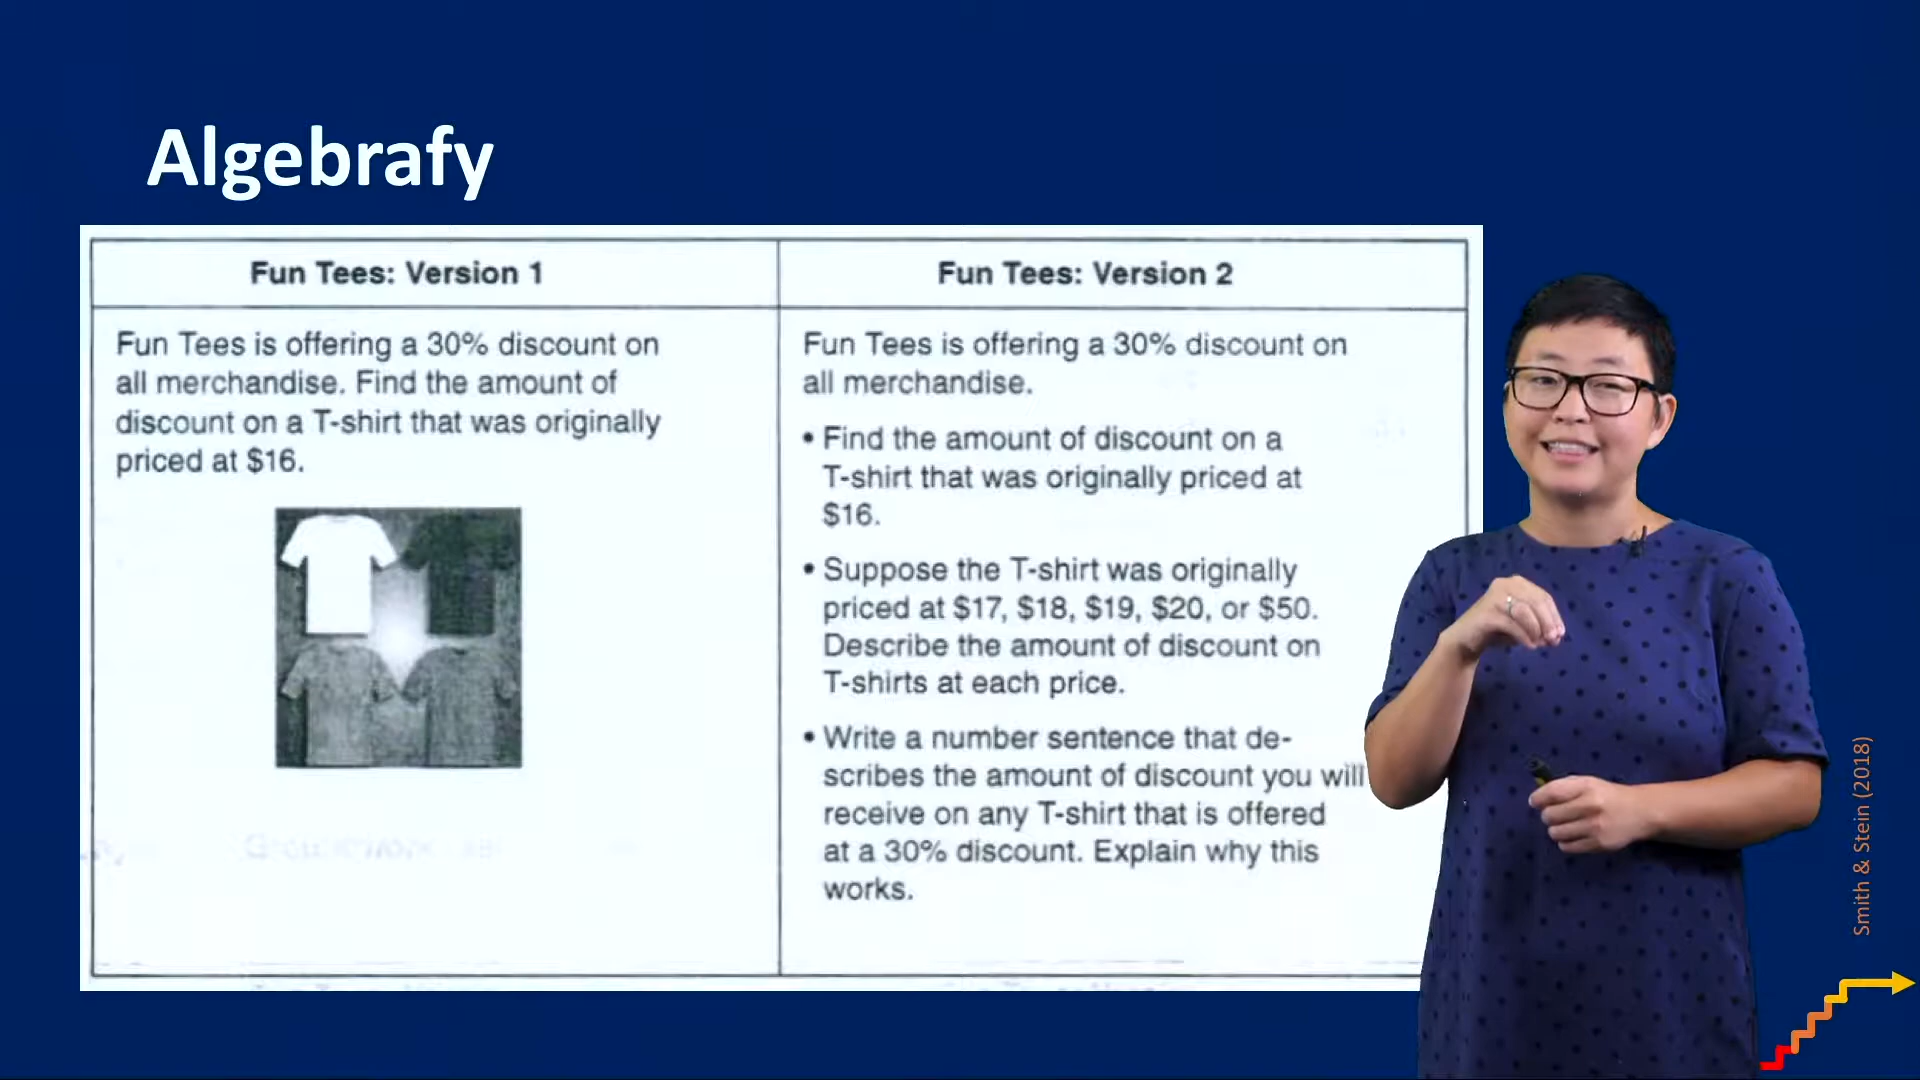 Algebrafy
Fun Tees: Version 1
Fun Tees is offering a 30% discount on
all merchandise. Find the amount of
discount on a T-shirt that was originally
priced at $16.
Fun Tees: Version 2
Fun Tees is offering a 30% discount on
all merchandise.
• Find the amount of discount on a
T-shirt that was originally priced at
$16.
• Suppose the T-shirt was originally
priced at $17, $18, $19, $20, or $50.
Describe the amount of discount on
T-shirts at each price.
• Write a number sentence that de-
scribes the amount of discount you will
receive on any T-shirt that is offered
at a 30% discount. Explain why this
works.
Smith & Stein (2018)